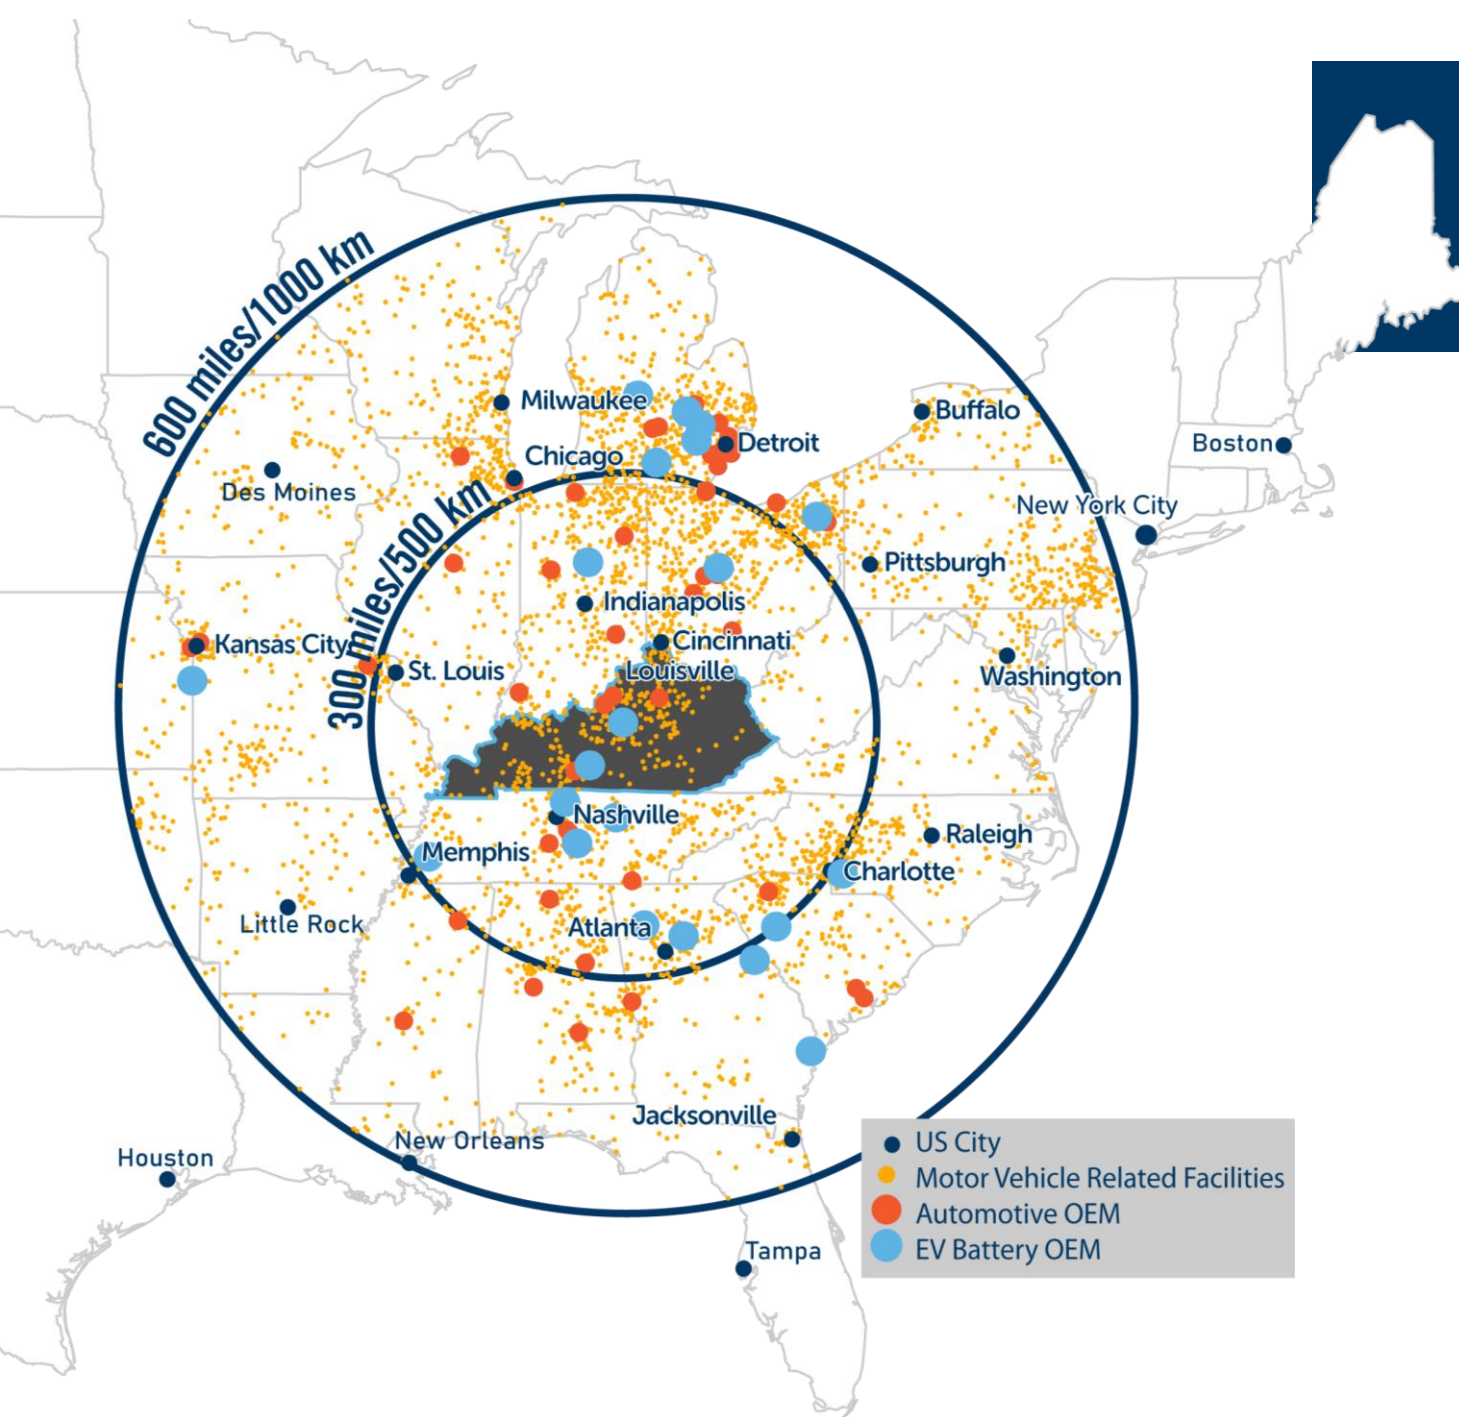 600 miles/1000 km
300 miles/500 km
Milwaukee
Buffalo
Detroit
Boston
Chicago
Des Moines
New York City
Pittsburgh
Indianapolis
Cincinnati
Kansas City
St. Louis
Louisville
Washington
Nashville
Raleigh
Memphis
Charlotte
Little Rock
Atlanta
Jacksonville
New Orleans
Houston
US City
Motor Vehicle Related Facilities
Automotive OEM
EV Battery OEM
Tampa